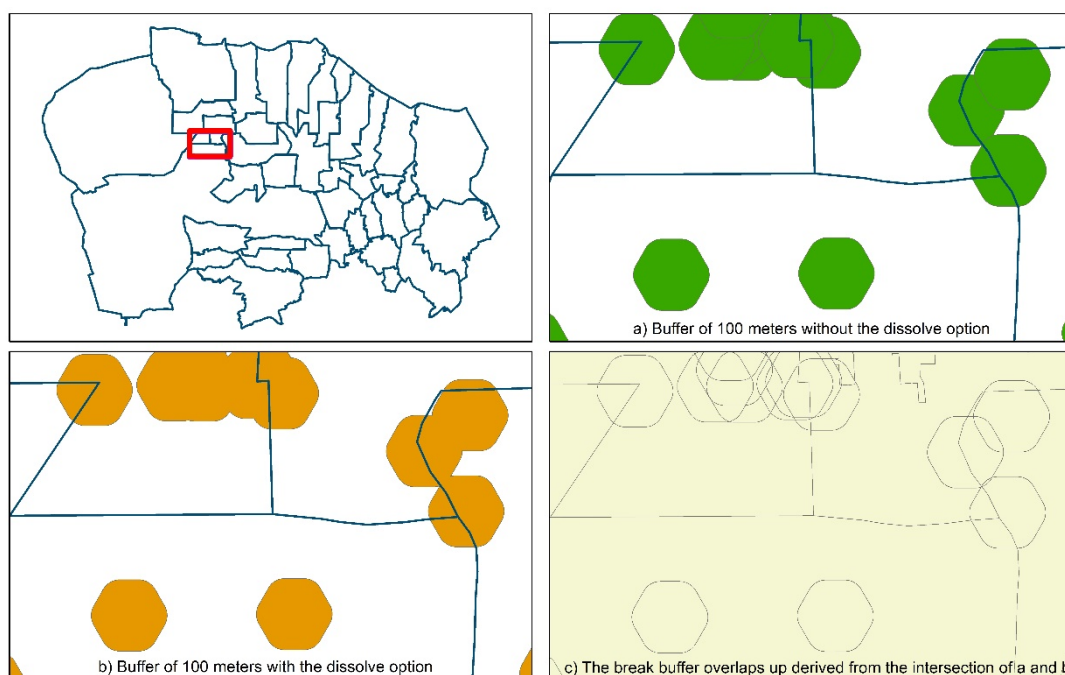 a) Buffer of 100 meters without the dissolve option
b) Buffer of 100 meters with the dissolve option
c) The break buffer overlaps up derived from the intersection of a and b